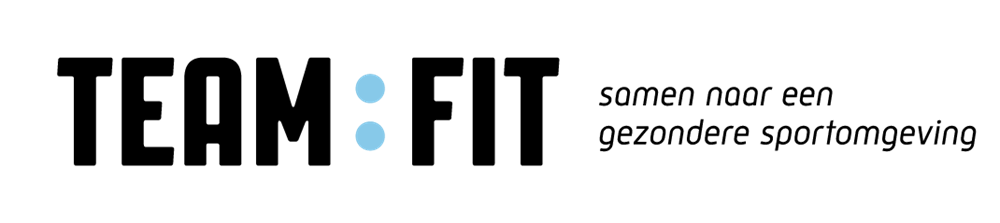 TEAM:FIT
samen naar een
gezondere sportomgeving